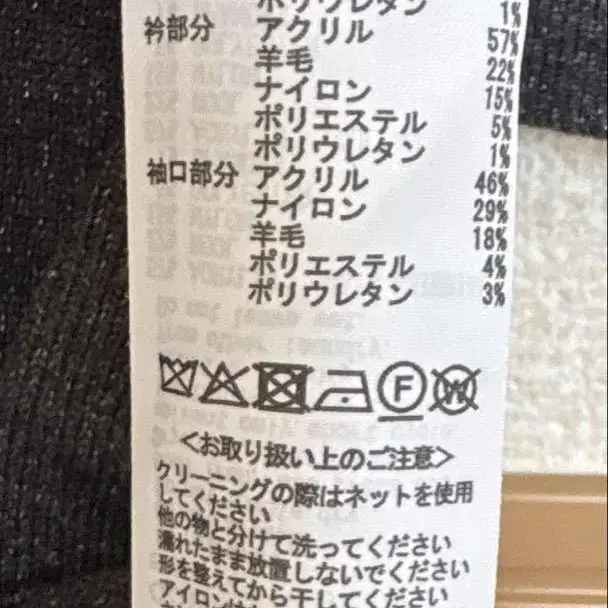 ポリウレタン 1%
衿部分 アクリル 57%
羊毛 22%
ナイロン 15%
ポリエステル 5%
ポリウレタン 1%
袖口部分 アクリル 46%
ナイロン 29%
羊毛 18%
ポリエステル 4%
ポリウレタン 3%
F W
<お取り扱い上のご注意>
クリーニングの際はネットを使用
してください
他の物と分けて洗ってください
濡れたまま放置しないでください
形を整えてから干してください
アイロンは